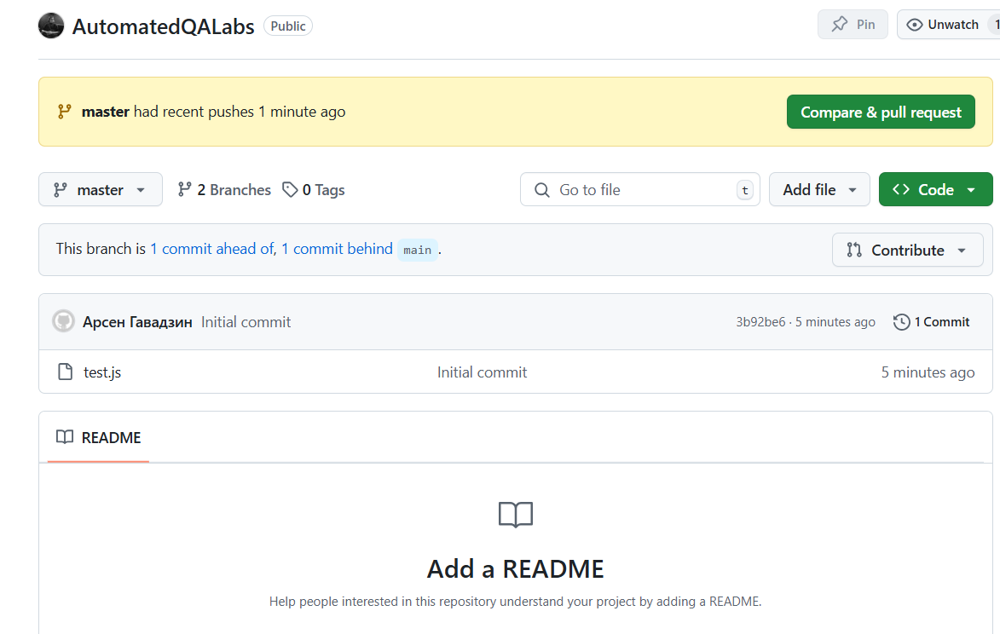 AutomatedQALabs Public Pin Unwatch 1
master had recent pushes 1 minute ago Compare & pull request
master 2 Branches 0 Tags Go to file t Add file Code
This branch is 1 commit ahead of, 1 commit behind main . Contribute
Арсен Гавадзин Initial commit 3b92be6 · 5 minutes ago 1 Commit
test.js Initial commit 5 minutes ago
README
Add a README
Help people interested in this repository understand your project by adding a README.